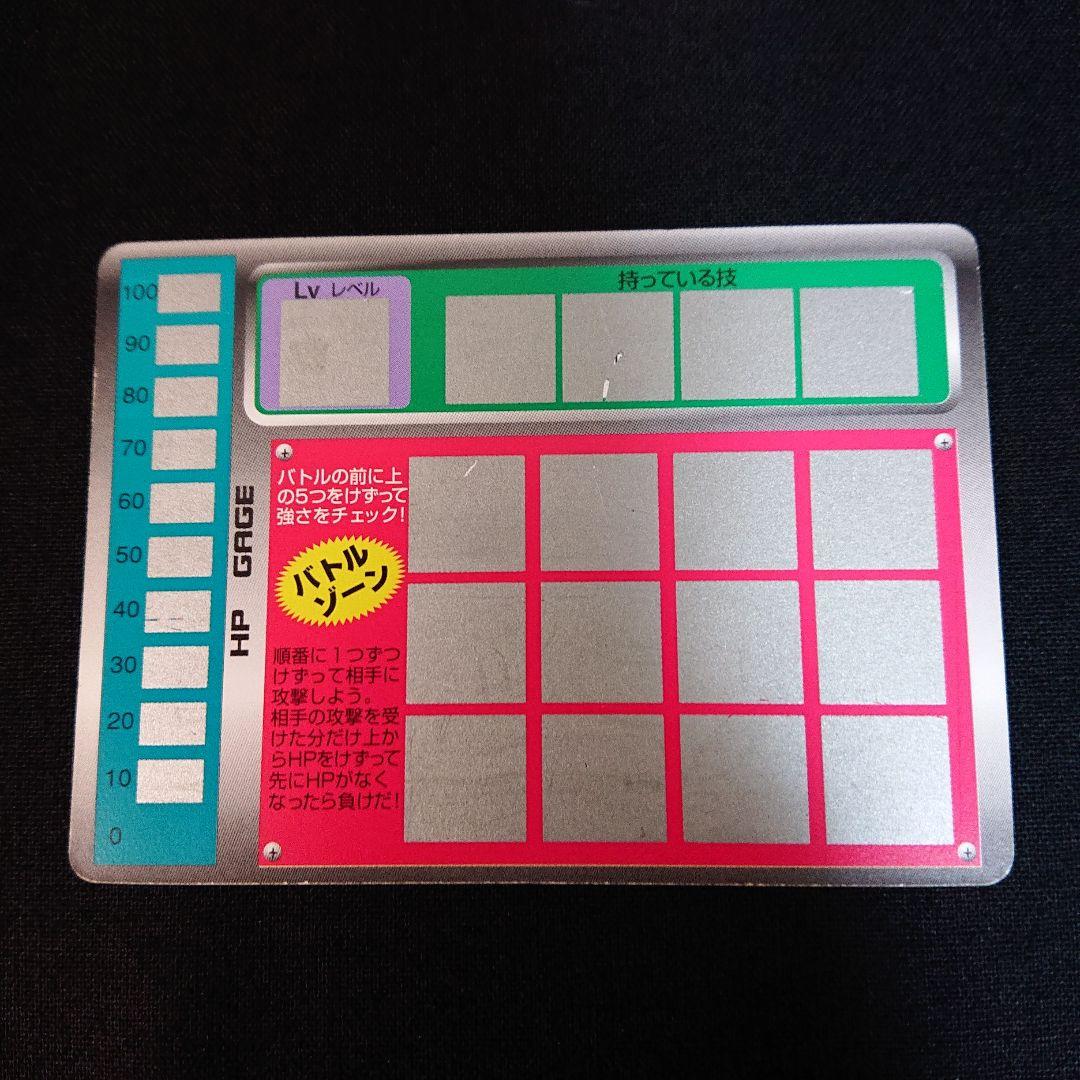 100
90
80
70
60
50
40
30
20
10
0
HP GAGE
Lv レベル
持っている技
バトルの前に上
の5つをけずって
強さをチェック!
バトル
ゾーン
順番に1つずつ
けずって相手に
攻撃しよう。
相手の攻撃を受
けた分だけ上か
らHPをけずって
先にHPがなく
なったら負けだ!